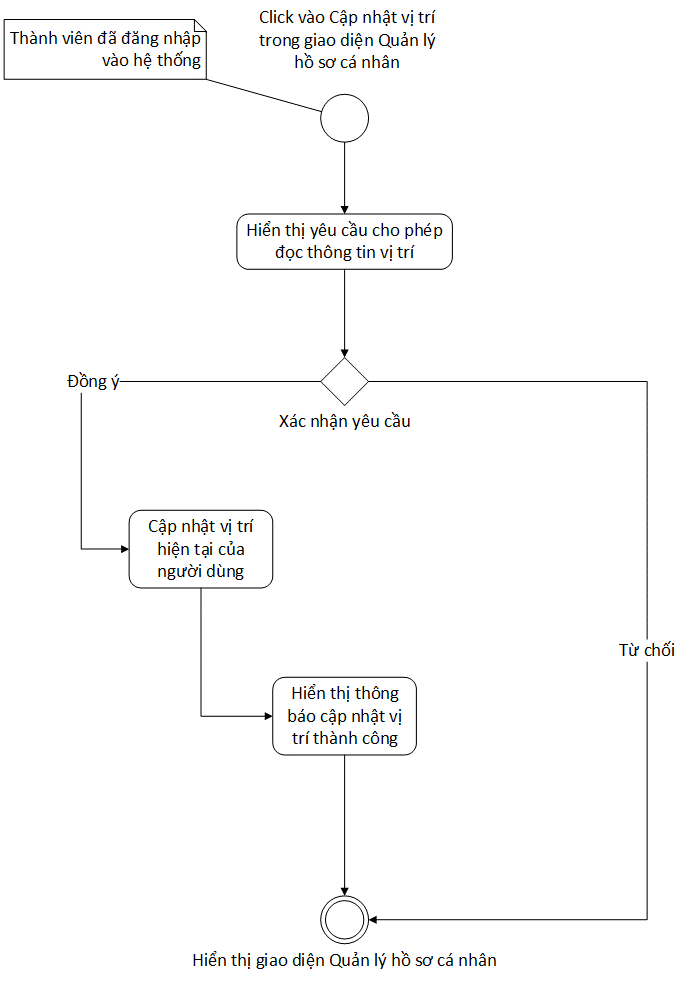 Thành viên đã đăng nhập
vào hệ thống
Click vào Cập nhật vị trí
trong giao diện Quản lý
hồ sơ cá nhân
Hiển thị yêu cầu cho phép
đọc thông tin vị trí
Đồng ý
Xác nhận yêu cầu
Cập nhật vị trí
hiện tại của
người dùng
Từ chối
Hiển thị thông
báo cập nhật vị
trí thành công
Hiển thị giao diện Quản lý hồ sơ cá nhân